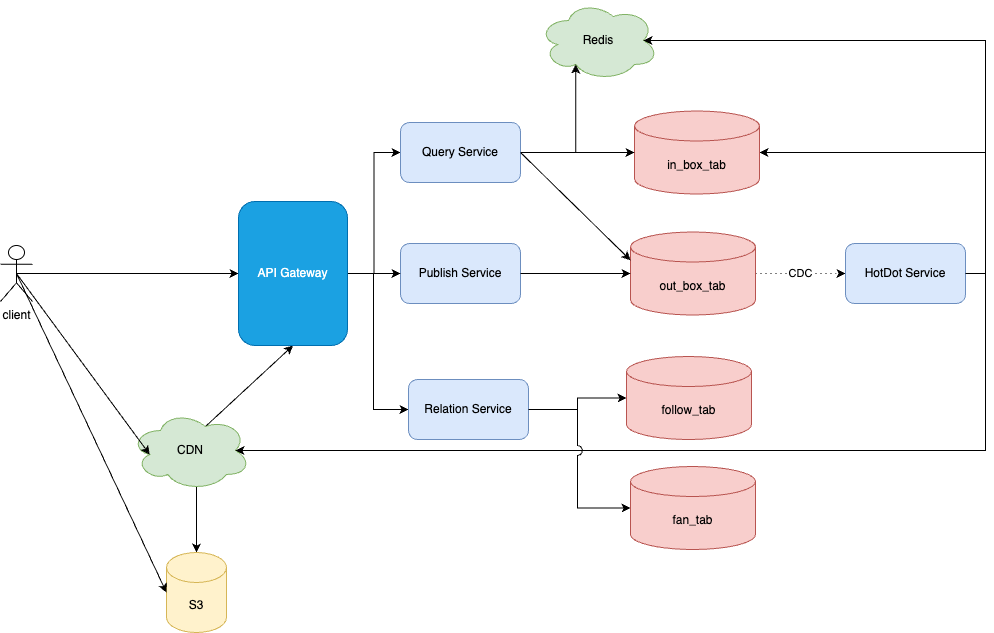 Redis
Query Service
in_box_tab
API Gateway
Publish Service
out_box_tab
CDC
HotDot Service
client
Relation Service
follow_tab
CDN
fan_tab
S3